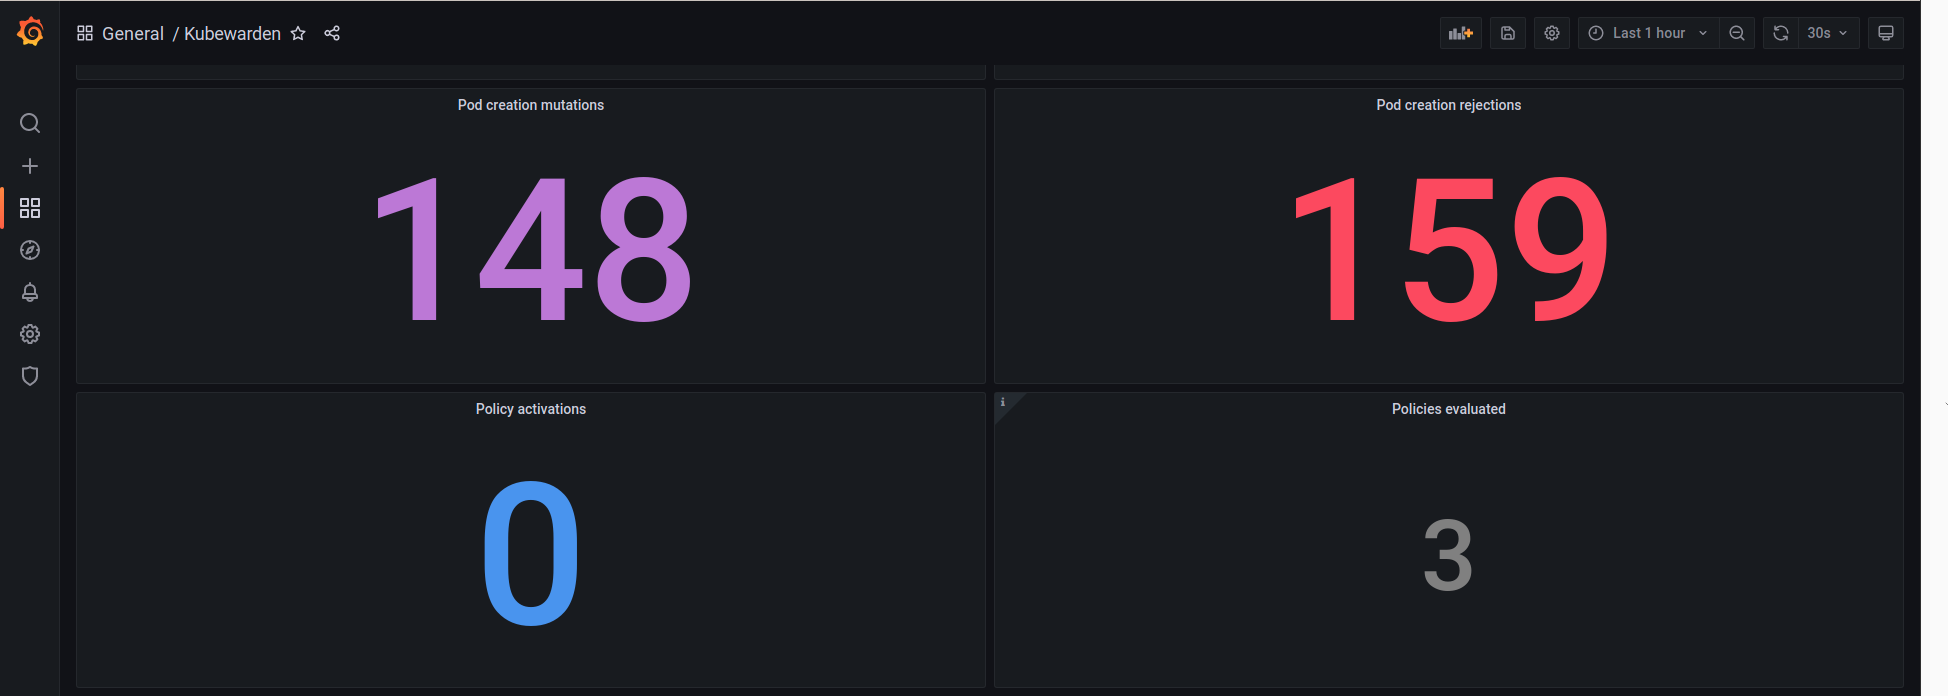 General / Kubewarden
Last 1 hour
30s
Pod creation mutations
Pod creation rejections
148
159
Policy activations
i
Policies evaluated
0
3